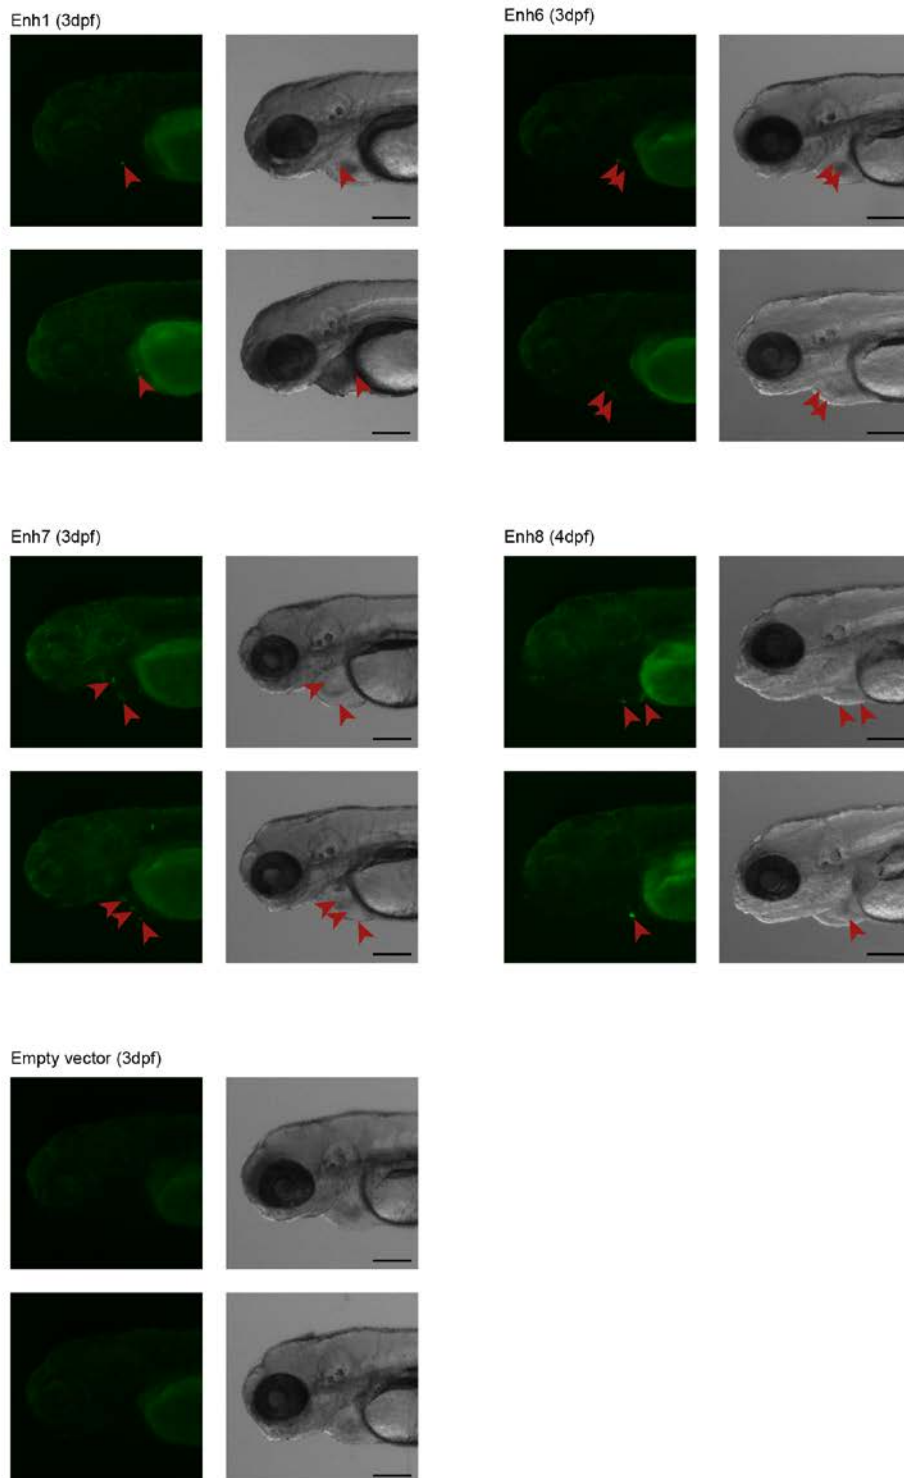 Enh1 (3dpf)
Enh6 (3dpf)
Enh7 (3dpf)
Enh8 (4dpf)
Empty vector (3dpf)